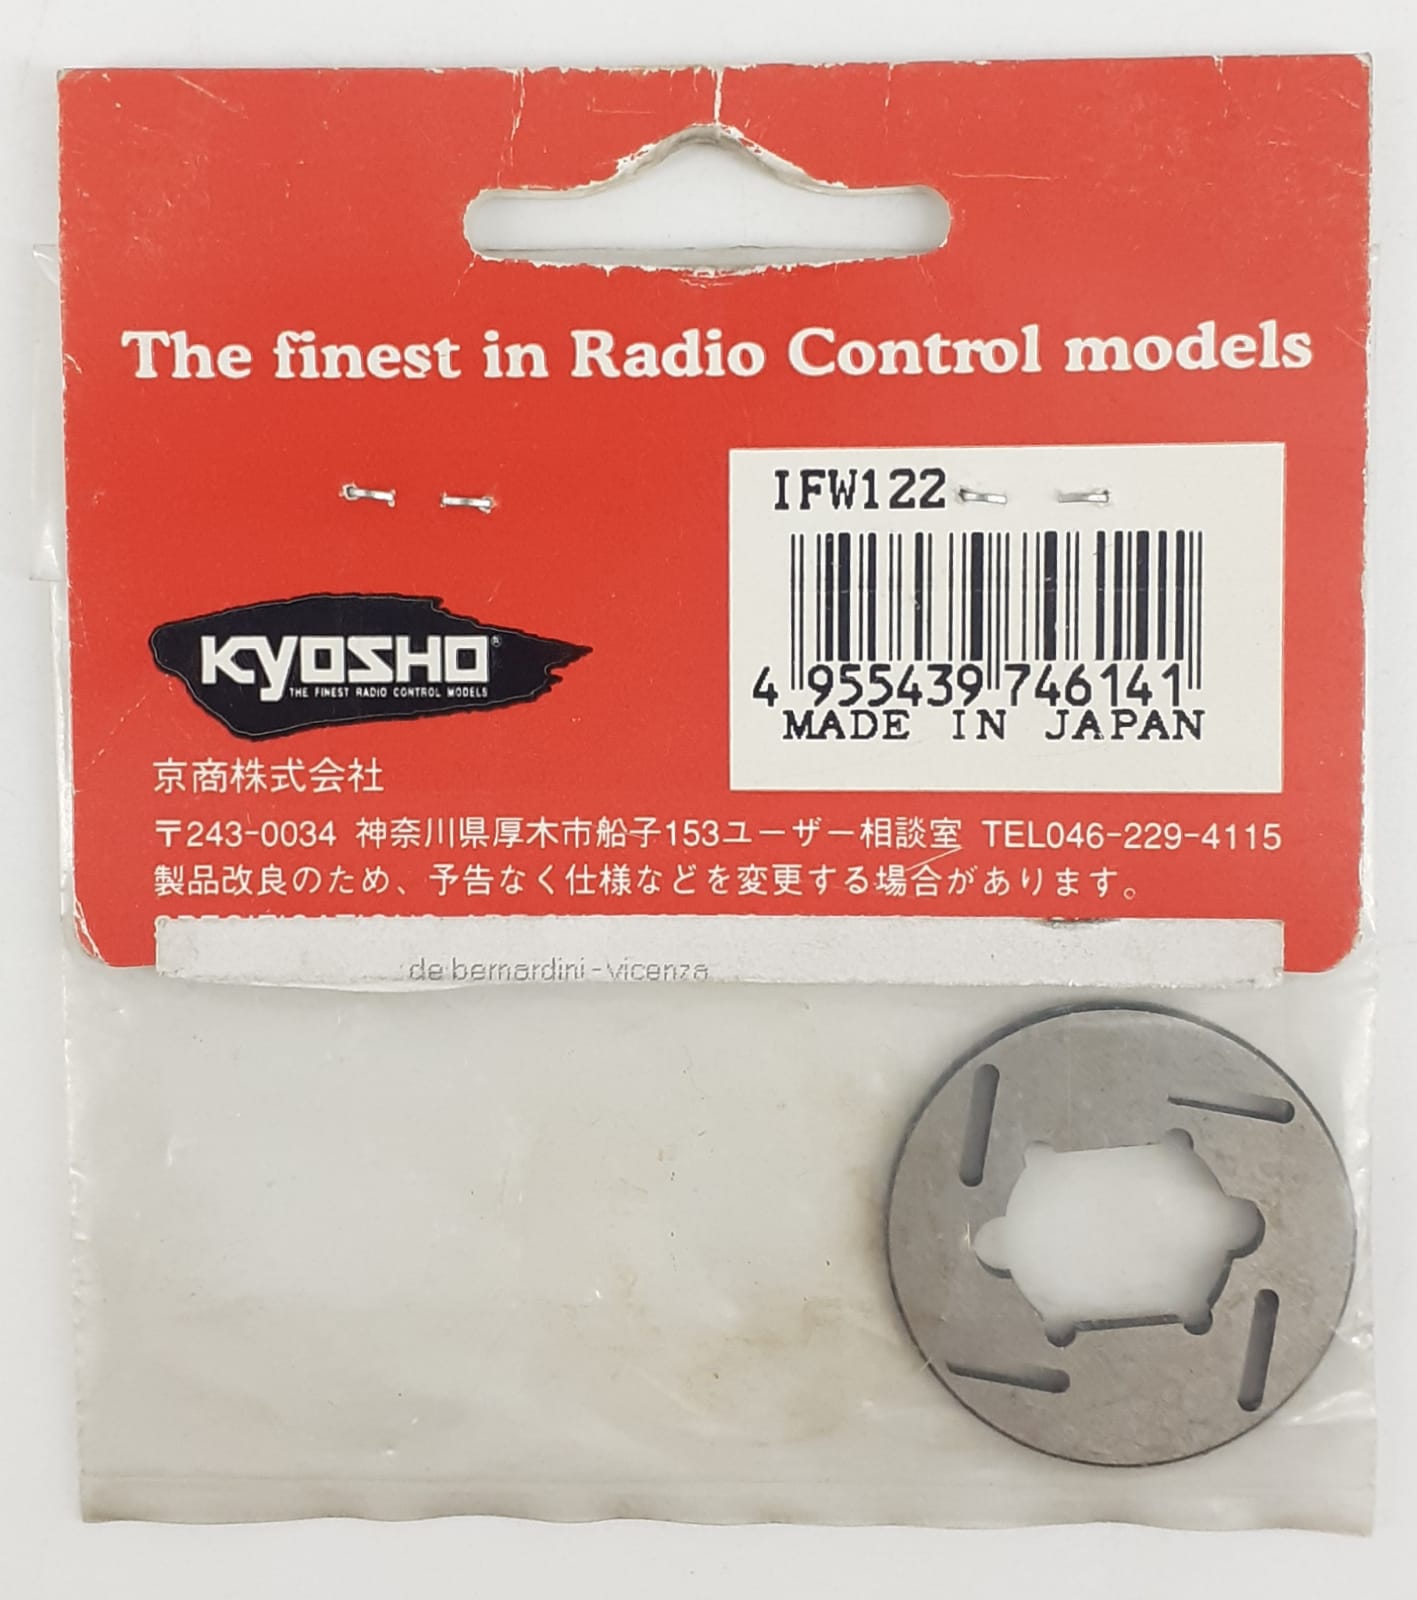 The finest in Radio Control models
IFW122
4 955439 746141
MADE IN JAPAN
KYOSHO®
THE FINEST RADIO CONTROL MODELS
京商株式会社
〒243-0034 神奈川県厚木市船子153ユーザー相談室 TEL046-229-4115
製品改良のため、予告なく仕様などを変更する場合があります。
de bernardini - vicenza